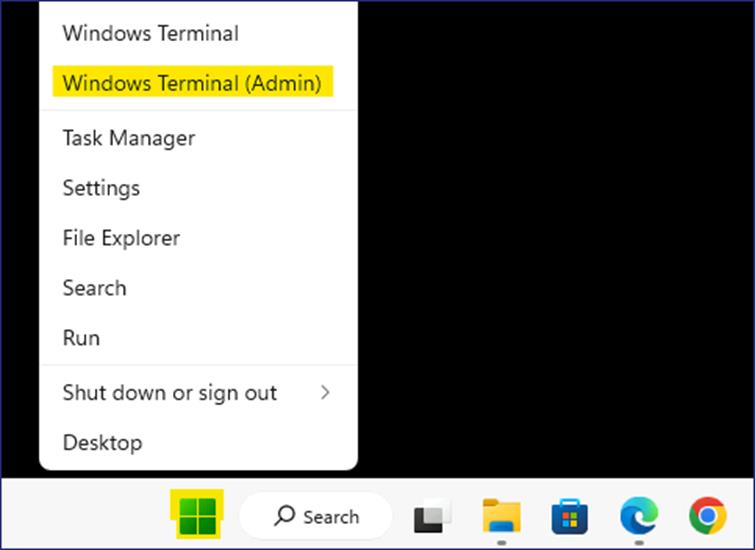 Windows Terminal
Windows Terminal (Admin)
Task Manager
Settings
File Explorer
Search
Run
Shut down or sign out
Desktop
Search